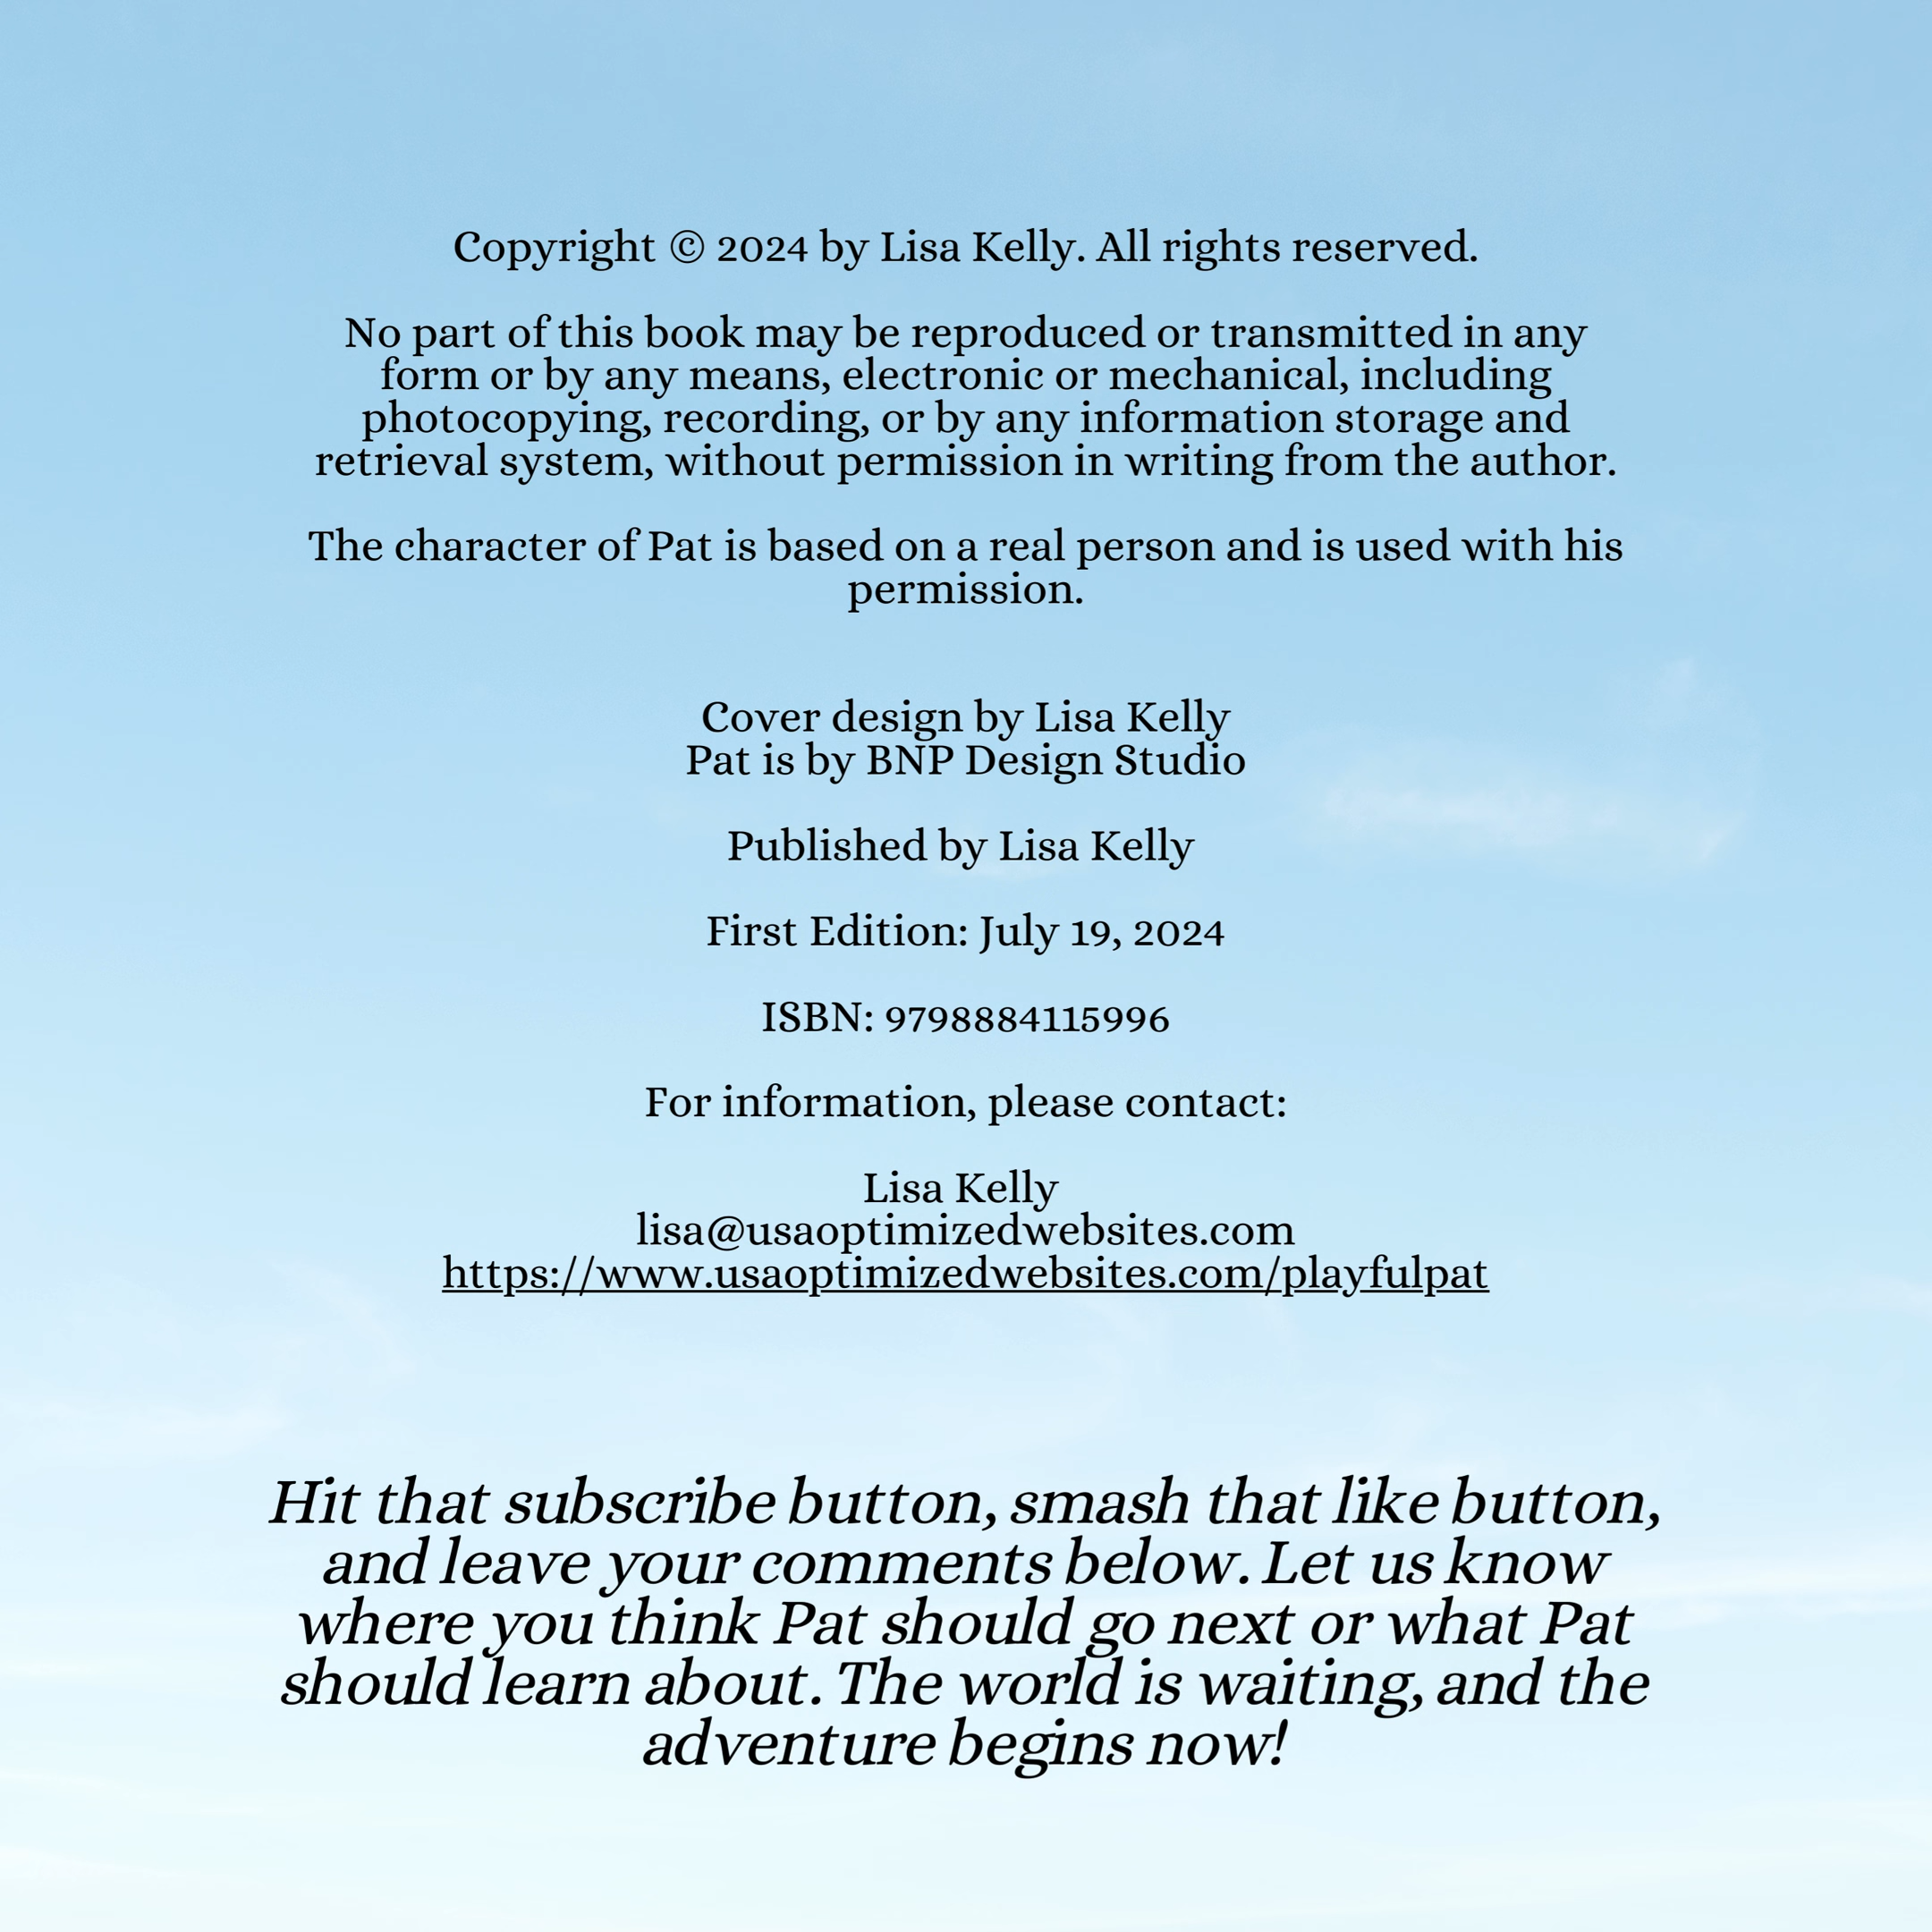 Copyright © 2024 by Lisa Kelly. All rights reserved.
No part of this book may be reproduced or transmitted in any
form or by any means, electronic or mechanical, including
photocopying, recording, or by any information storage and
retrieval system, without permission in writing from the author.
The character of Pat is based on a real person and is used with his
permission.
Cover design by Lisa Kelly
Pat is by BNP Design Studio
Published by Lisa Kelly
First Edition: July 19, 2024
ISBN: 9798884115996
For information, please contact:
Lisa Kelly
lisa@usaoptimizedwebsites.com
https://www.usaoptimizedwebsites.com/playfulpat
Hit that subscribe button, smash that like button,
and leave your comments below. Let us know
where you think Pat should go next or what Pat
should learn about. The world is waiting, and the
adventure begins now!